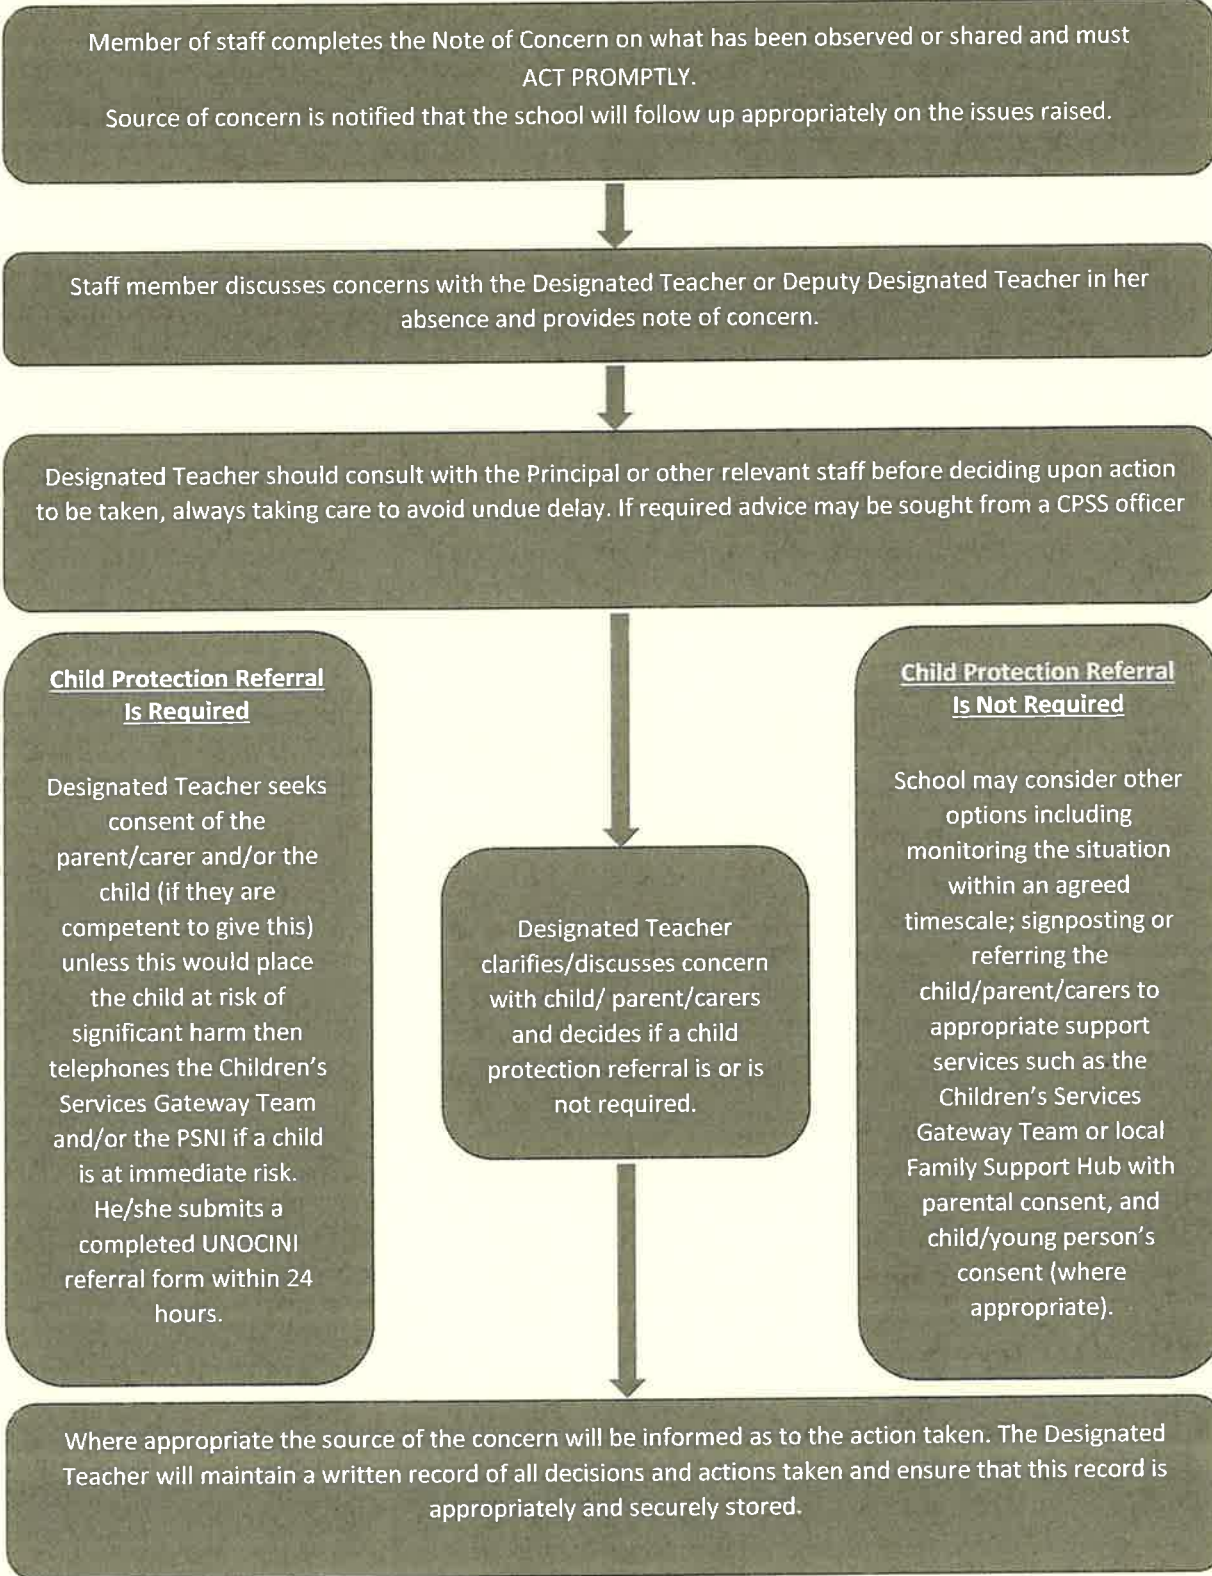 Member of staff completes the Note of Concern on what has been observed or shared and must
ACT PROMPTLY.
Source of concern is notified that the school will follow up appropriately on the issues raised.
Staff member discusses concerns with the Designated Teacher or Deputy Designated Teacher in her
absence and provides note of concern.
Designated Teacher should consult with the Principal or other relevant staff before deciding upon action
to be taken, always taking care to avoid undue delay. If required advice may be sought from a CPSS officer
Child Protection Referral
Is Required
Designated Teacher seeks
consent of the
parent/carer and/or the
child (if they are
competent to give this)
unless this would place
the child at risk of
significant harm then
telephones the Children's
Services Gateway Team
and/or the PSNI if a child
is at immediate risk.
He/she submits a
completed UNOCINI
referral form within 24
hours.
Designated Teacher
clarifies/discusses concern
with child/ parent/carers
and decides if a child
protection referral is or is
not required.
Child Protection Referral
Is Not Required
School may consider other
options including
monitoring the situation
within an agreed
timescale; signposting or
referring the
child/parent/carers to
appropriate support
services such as the
Children's Services
Gateway Team or local
Family Support Hub with
parental consent, and
child/young person's
consent (where
appropriate).
Where appropriate the source of the concern will be informed as to the action taken. The Designated
Teacher will maintain a written record of all decisions and actions taken and ensure that this record is
appropriately and securely stored.